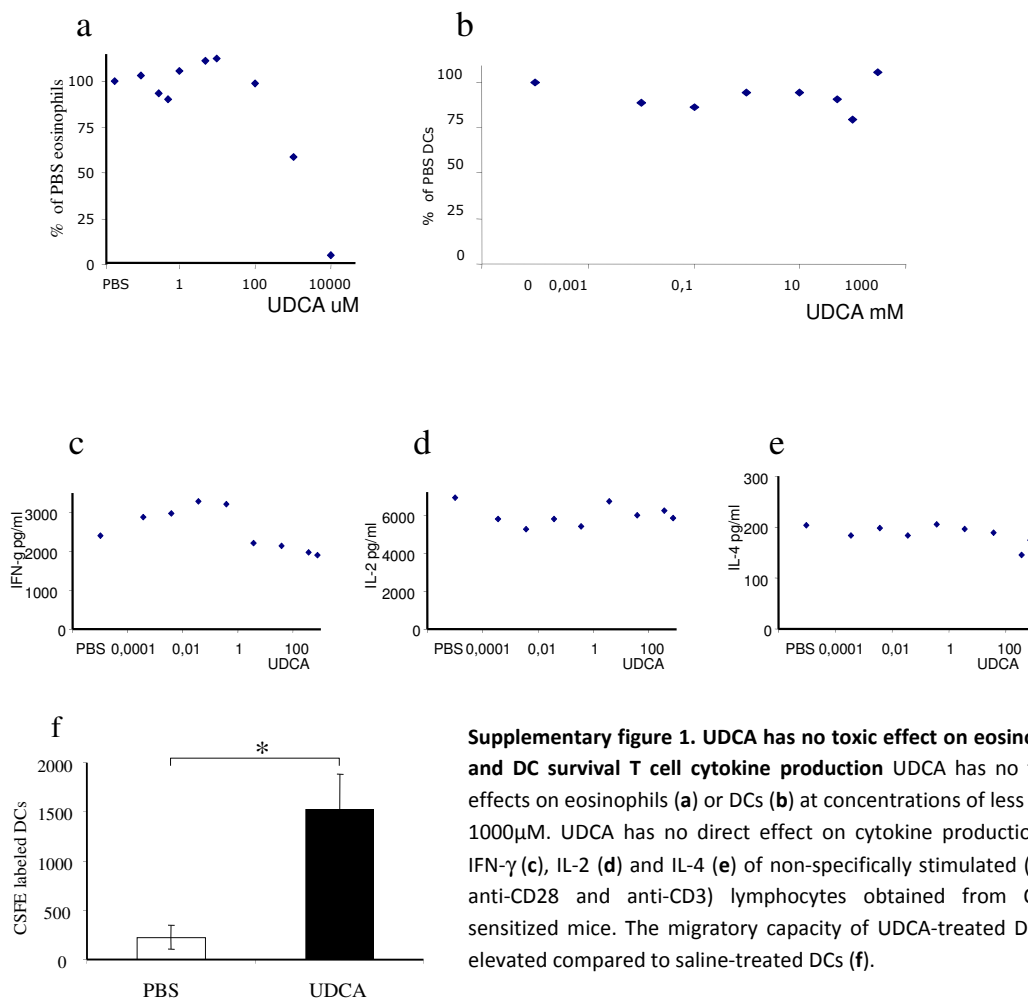 a
% of PBS eosinophils
100
75
50
25
0
PBS 1 100 10000
UDCA uM
b
% of PBS DCs
100
75
50
25
0
0 0,001 0,1 10 1000
UDCA mM
c
IFN-g pg/ml
3000
2000
1000
0
PBS 0,0001 0,01 1 100
UDCA
d
IL-2 pg/ml
6000
4000
2000
0
PBS 0,0001 0,01 1 100
UDCA
e
IL-4 pg/ml
300
200
100
0
PBS 0,0001 0,01 1 100
UDCA
f
CSFE labeled DCs
2000
1500
1000
500
0
*
PBS UDCA
Supplementary figure 1. UDCA has no toxic effect on
and DC survival T cell cytokine production UDCA has no
effects on eosinophils (a) or DCs (b) at concentrations of less
1000µM. UDCA has no direct effect on cytokine
IFN-γ (c), IL-2 (d) and IL-4 (e) of non-specifically stimulated (
anti-CD28 and anti-CD3) lymphocytes obtained from
sensitized mice. The migratory capacity of UDCA-treated
elevated compared to saline-treated DCs (f).